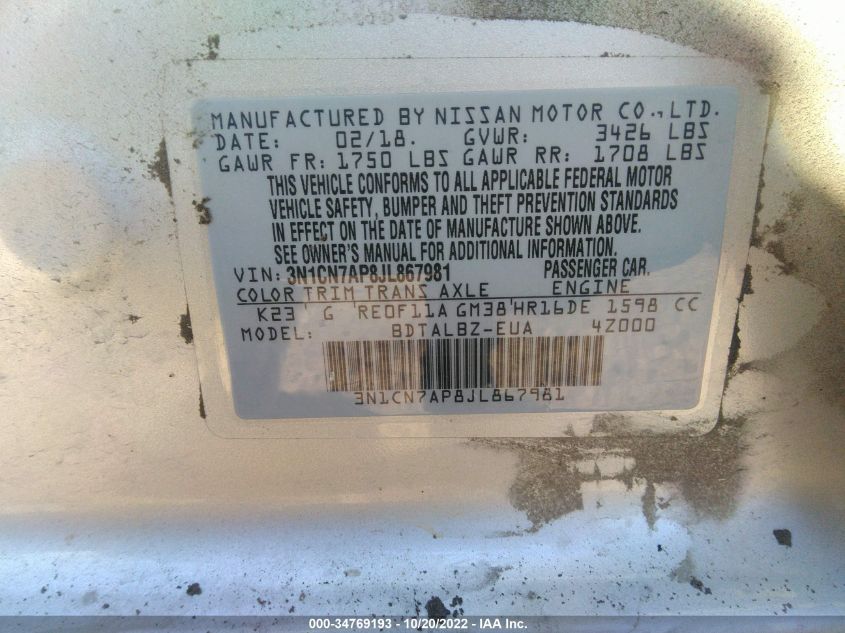 MANUFACTURED BY NISSAN MOTOR CO.,LTD.
DATE: 02/18. GVWR: 3426 LBS
GAWR FR: 1750 LBS GAWR RR: 1708 LBS
THIS VEHICLE CONFORMS TO ALL APPLICABLE FEDERAL MOTOR
VEHICLE SAFETY, BUMPER AND THEFT PREVENTION STANDARDS
IN EFFECT ON THE DATE OF MANUFACTURE SHOWN ABOVE.
SEE OWNER'S MANUAL FOR ADDITIONAL INFORMATION.
VIN: 3N1CN7AP8JL867981 PASSENGER CAR.
COLOR TRIM TRANS AXLE ENGINE
K23 G RE0F11A GM38 HR16DE 1598 CC
MODEL: BDTALBZ-EUA 4Z000
3N1CN7AP8JL867981
000-34769193 - 10/20/2022 - IAA Inc.